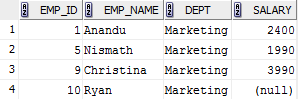 EMP_ID EMP_NAME DEPT SALARY
1 1 Anandu Marketing 2400
2 5 Nismath Marketing 1990
3 9 Christina Marketing 3990
4 10 Ryan Marketing (null)